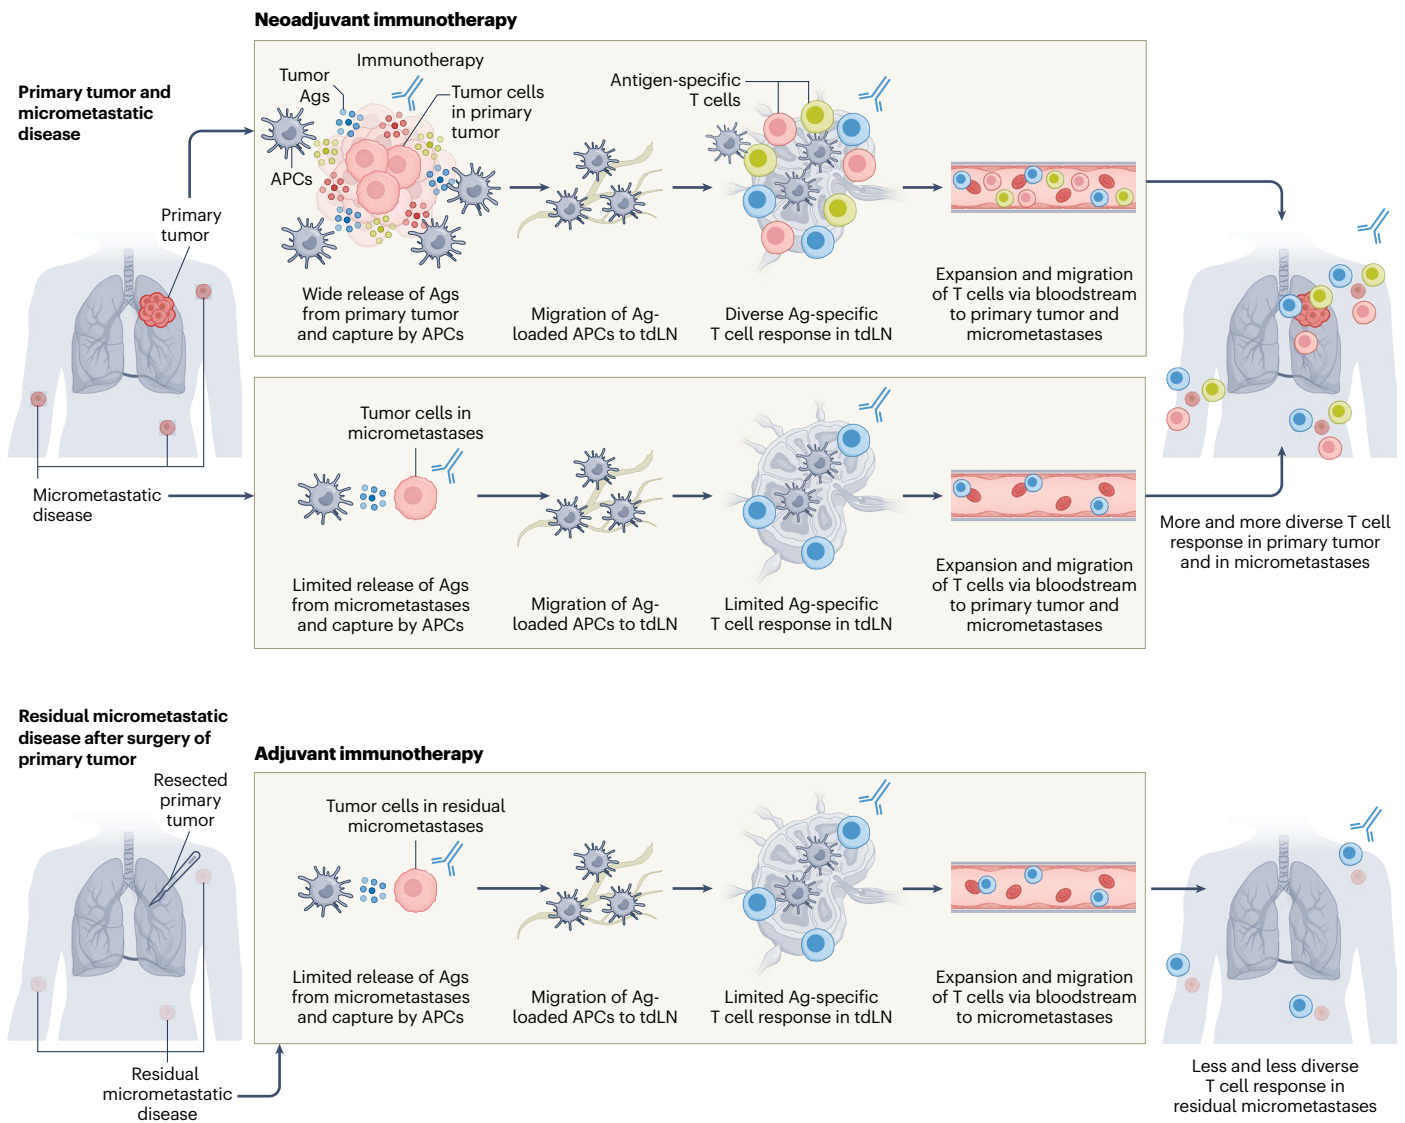 Neoadjuvant immunotherapy
Primary tumor and
micrometastatic
disease
Immunotherapy
Tumor
Ags
Tumor cells
in primary
tumor
APCs
Antigen-specific
T cells
Primary
tumor
Wide release of Ags
from primary tumor
and capture by APCs
Migration of Ag-
loaded APCs to tdLN
Diverse Ag-specific
T cell response in tdLN
Expansion and migration
of T cells via bloodstream
to primary tumor and
micrometastases
Tumor cells in
micrometastases
Micrometastatic
disease
Limited release of Ags
from micrometastases
and capture by APCs
Migration of Ag-
loaded APCs to tdLN
Limited Ag-specific
T cell response in tdLN
Expansion and migration
of T cells via bloodstream
to primary tumor and
micrometastases
More and more diverse T cell
response in primary tumor
and in micrometastases
Residual micrometastatic
disease after surgery of
primary tumor
Adjuvant immunotherapy
Resected
primary
tumor
Tumor cells in residual
micrometastases
Limited release of Ags
from micrometastases
and capture by APCs
Migration of Ag-
loaded APCs to tdLN
Limited Ag-specific
T cell response in tdLN
Expansion and migration
of T cells via bloodstream
to micrometastases
Residual
micrometastatic
disease
Less and less diverse
T cell response in
residual micrometastases